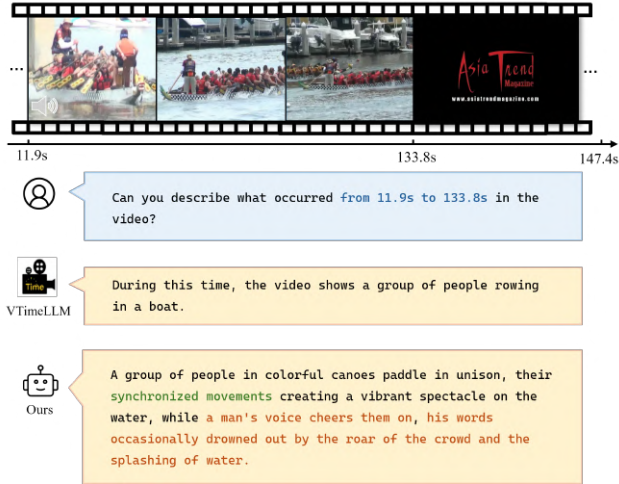 ...
Asia Trend
Magazine
www.asiatrendmagazine.com
...
11.9s
133.8s
147.4s
Can you describe what occurred from 11.9s to 133.8s in the
video?
Time
VTimeLLM
During this time, the video shows a group of people rowing
in a boat.
Ours
A group of people in colorful canoes paddle in unison, their
synchronized movements creating a vibrant spectacle on the
water, while a man's voice cheers them on, his words
occasionally drowned out by the roar of the crowd and the
splashing of water.